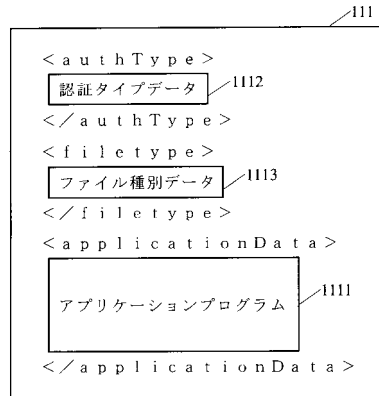 111
<authType>
認証タイプデータ 1112
</authType>
<filetype>
ファイル種別データ 1113
</filetype>
<applicationData>
アプリケーションプログラム 1111
</applicationData>